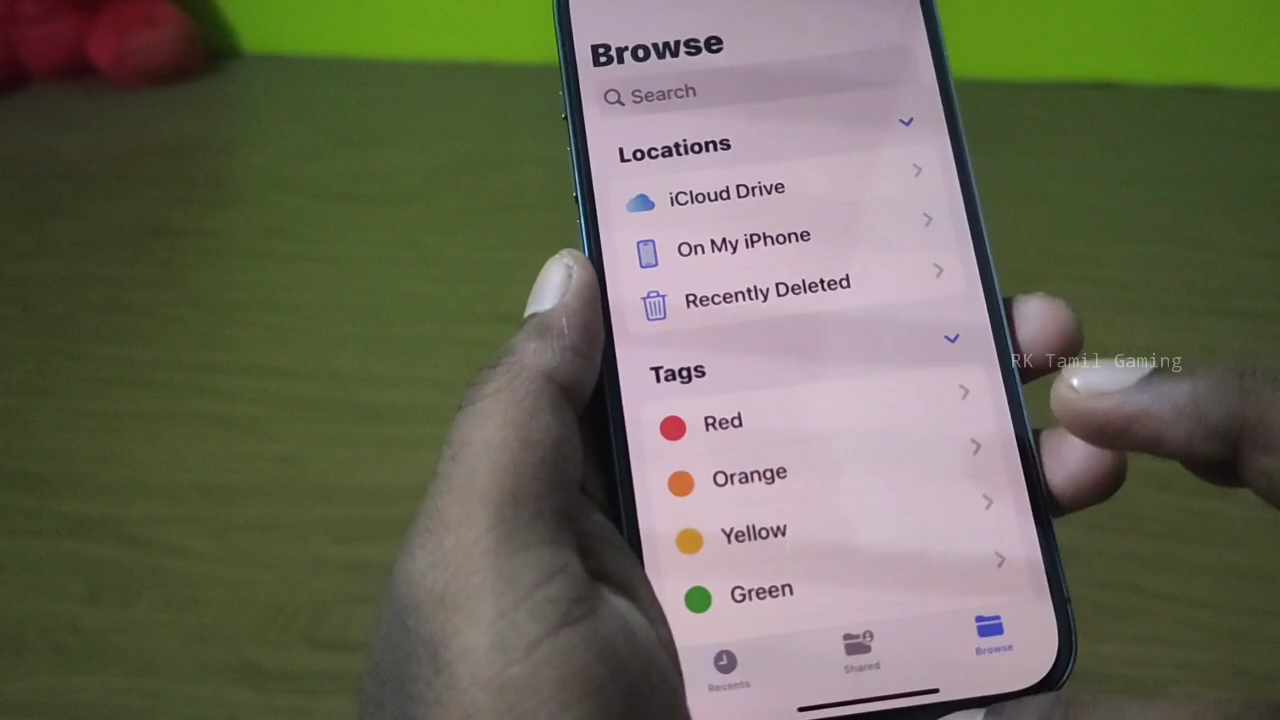 Browse
Search
Locations
iCloud Drive
On My iPhone
Recently Deleted
RK Tamil Gaming
Tags
Red
Orange
Yellow
Green
Recents
Shared
Browse